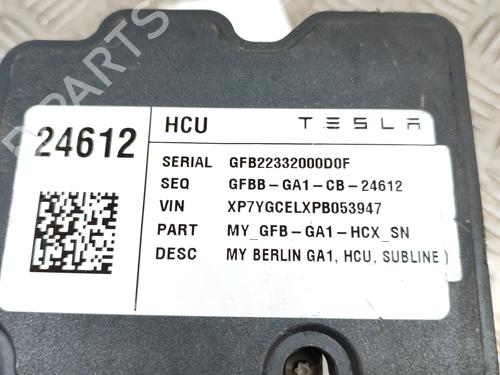 PARTS
24612
HCU TESLA
SERIAL GFB22332000D0F
SEQ GFBB-GA1-CB-24612
VIN XP7YGCELXPB053947
PART MY_GFB-GA1-HCX_SN
DESC MY BERLIN GA1, HCU, SUBLINE )